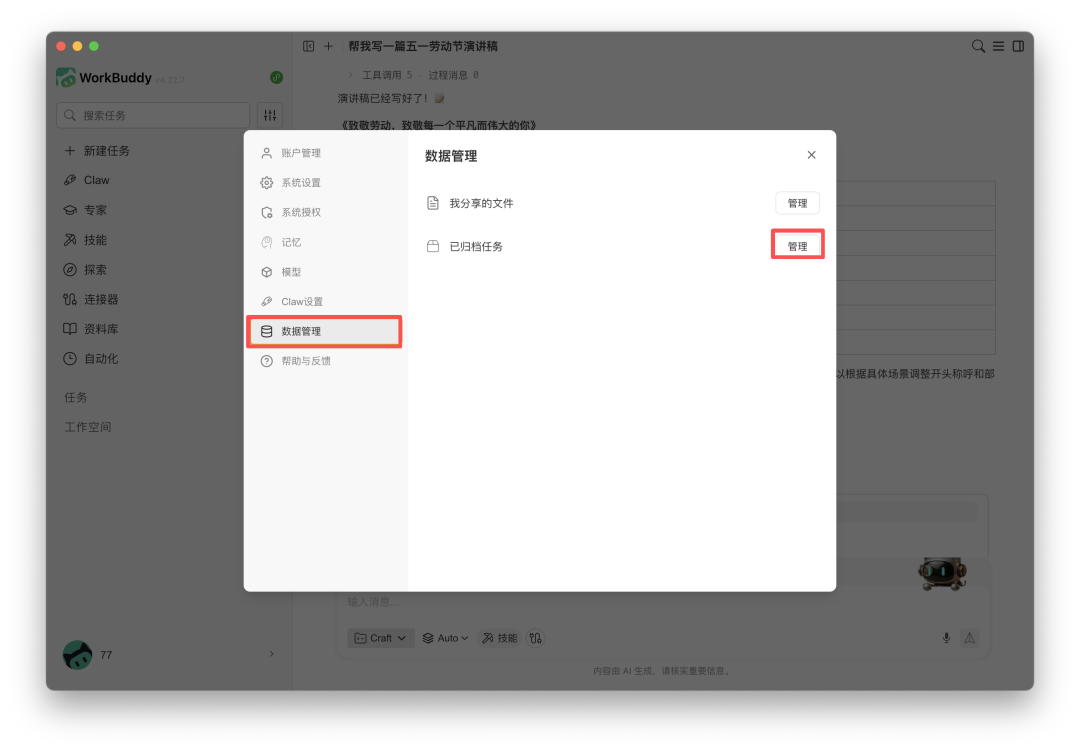 帮我写一篇五一劳动节演讲稿
WorkBuddy v4.22.7
工具调用 5 · 过程消息 0
演讲稿已经写好了！
搜索任务
《致敬劳动，致敬每一个平凡而伟大的你》
新建任务
Claw
专家
技能
探索
连接器
资料库
自动化
任务
工作空间
账户管理
系统设置
系统授权
记忆
模型
Claw设置
数据管理
帮助与反馈
数据管理
我分享的文件
管理
已归档任务
管理
以根据具体场景调整开头称呼和部
输入消息...
Craft
Auto
技能
77
内容由 AI 生成，请核实重要信息。